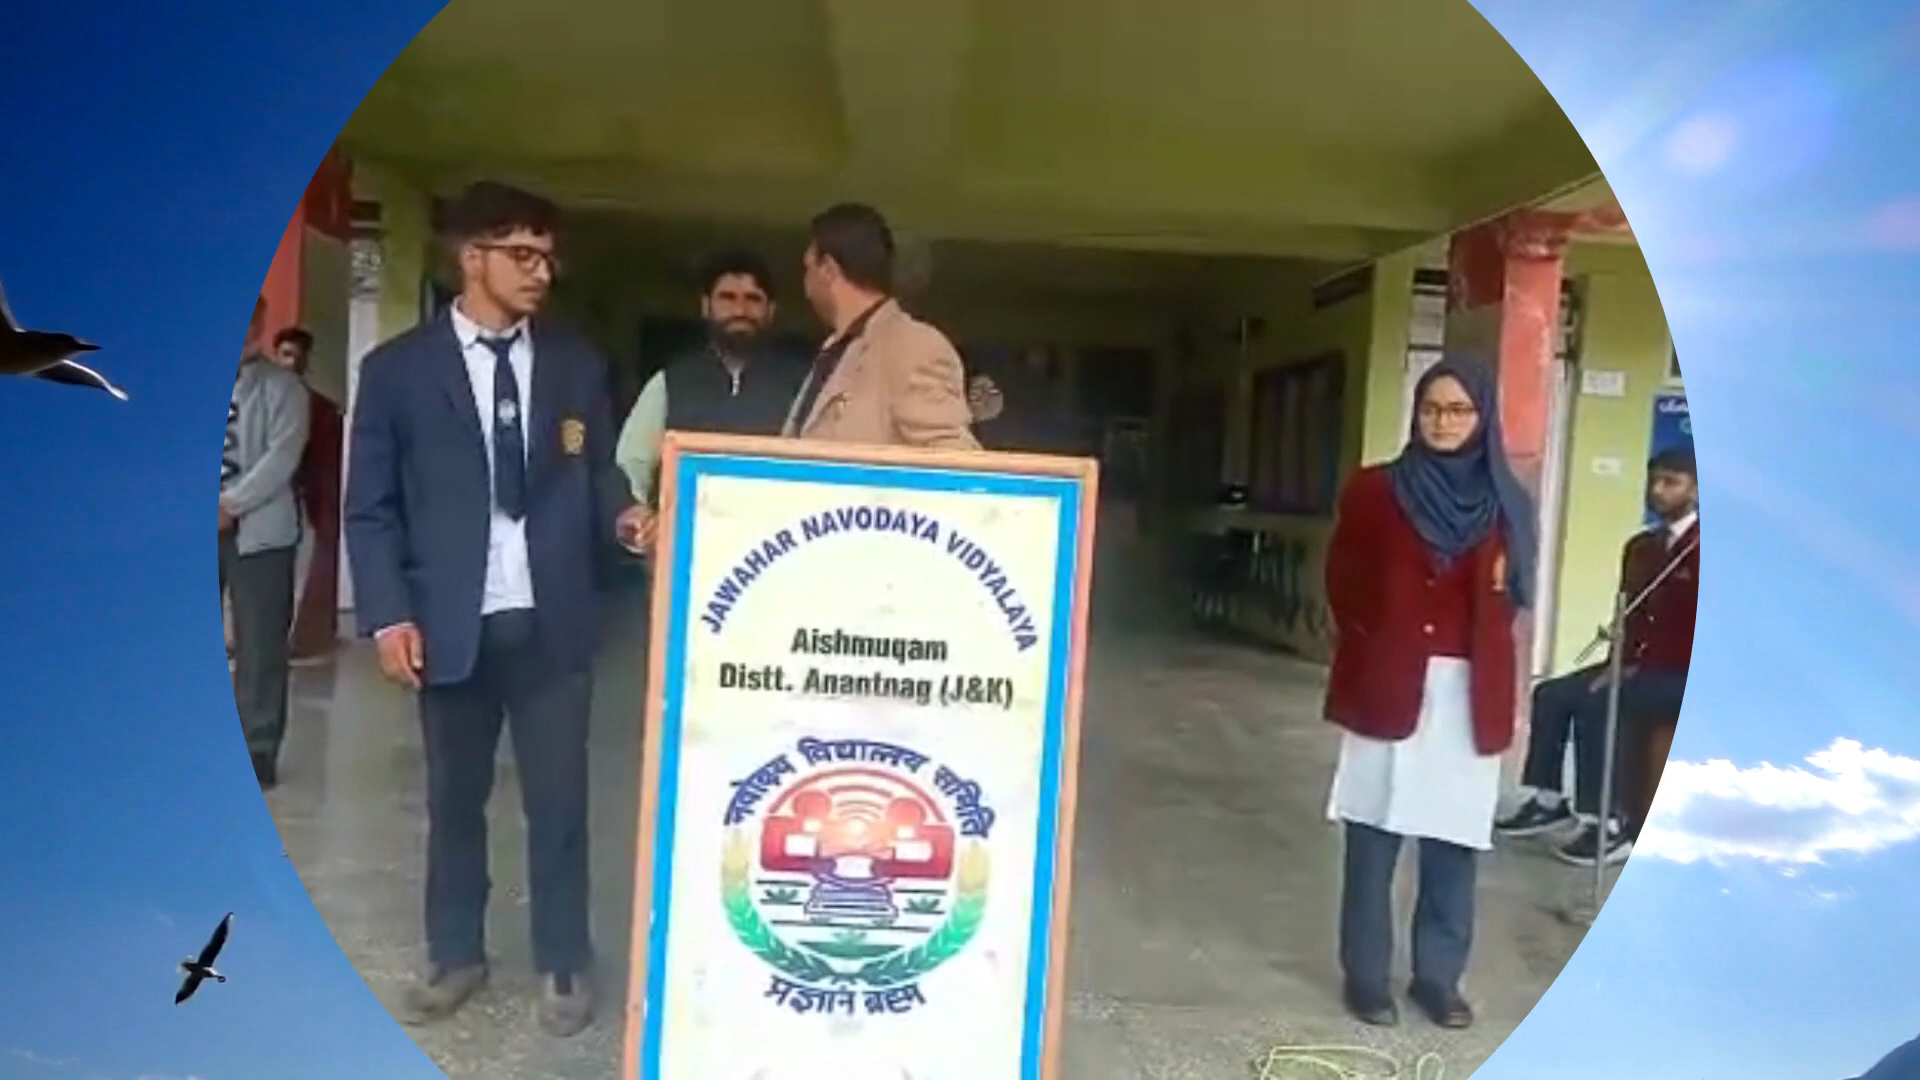 JAWAHAR NAVODAYA VIDYALAYA
Aishmuqam
Distt. Anantnag (J&K)
नवोदय विद्यालय समिति
प्रज्ञान ब्रह्म